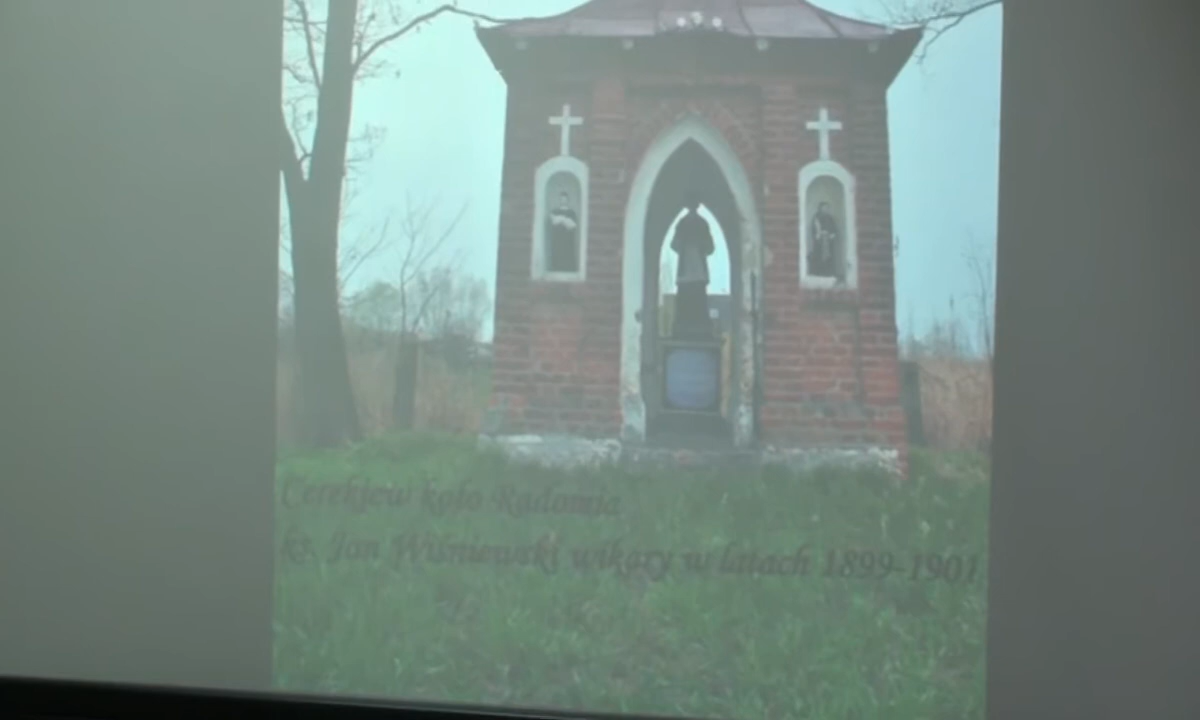 Cerekiew koło Radomia
ks. Jan Wiśniewski wikary w latach 1899-1901